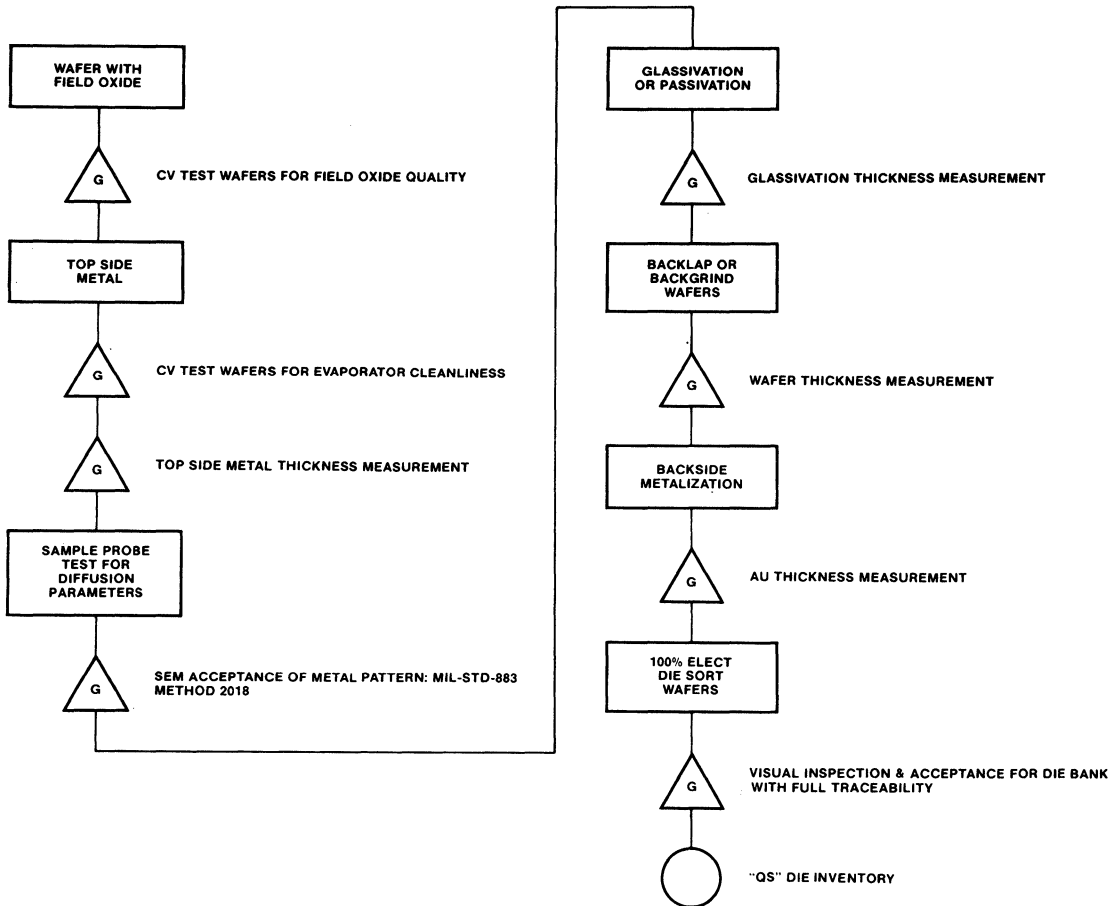 WAFER WITH
FIELD OXIDE
G
CV TEST WAFERS FOR FIELD OXIDE QUALITY
TOP SIDE
METAL
G
CV TEST WAFERS FOR EVAPORATOR CLEANLINESS
G
TOP SIDE METAL THICKNESS MEASUREMENT
SAMPLE PROBE
TEST FOR
DIFFUSION
PARAMETERS
G
SEM ACCEPTANCE OF METAL PATTERN: MIL-STD-883
METHOD 2018
GLASSIVATION
OR PASSIVATION
G
GLASSIVATION THICKNESS MEASUREMENT
BACKLAP OR
BACKGRIND
WAFERS
G
WAFER THICKNESS MEASUREMENT
BACKSIDE
METALIZATION
G
AU THICKNESS MEASUREMENT
100% ELECT
DIE SORT
WAFERS
G
VISUAL INSPECTION & ACCEPTANCE FOR DIE BANK
WITH FULL TRACEABILITY
"QS" DIE INVENTORY